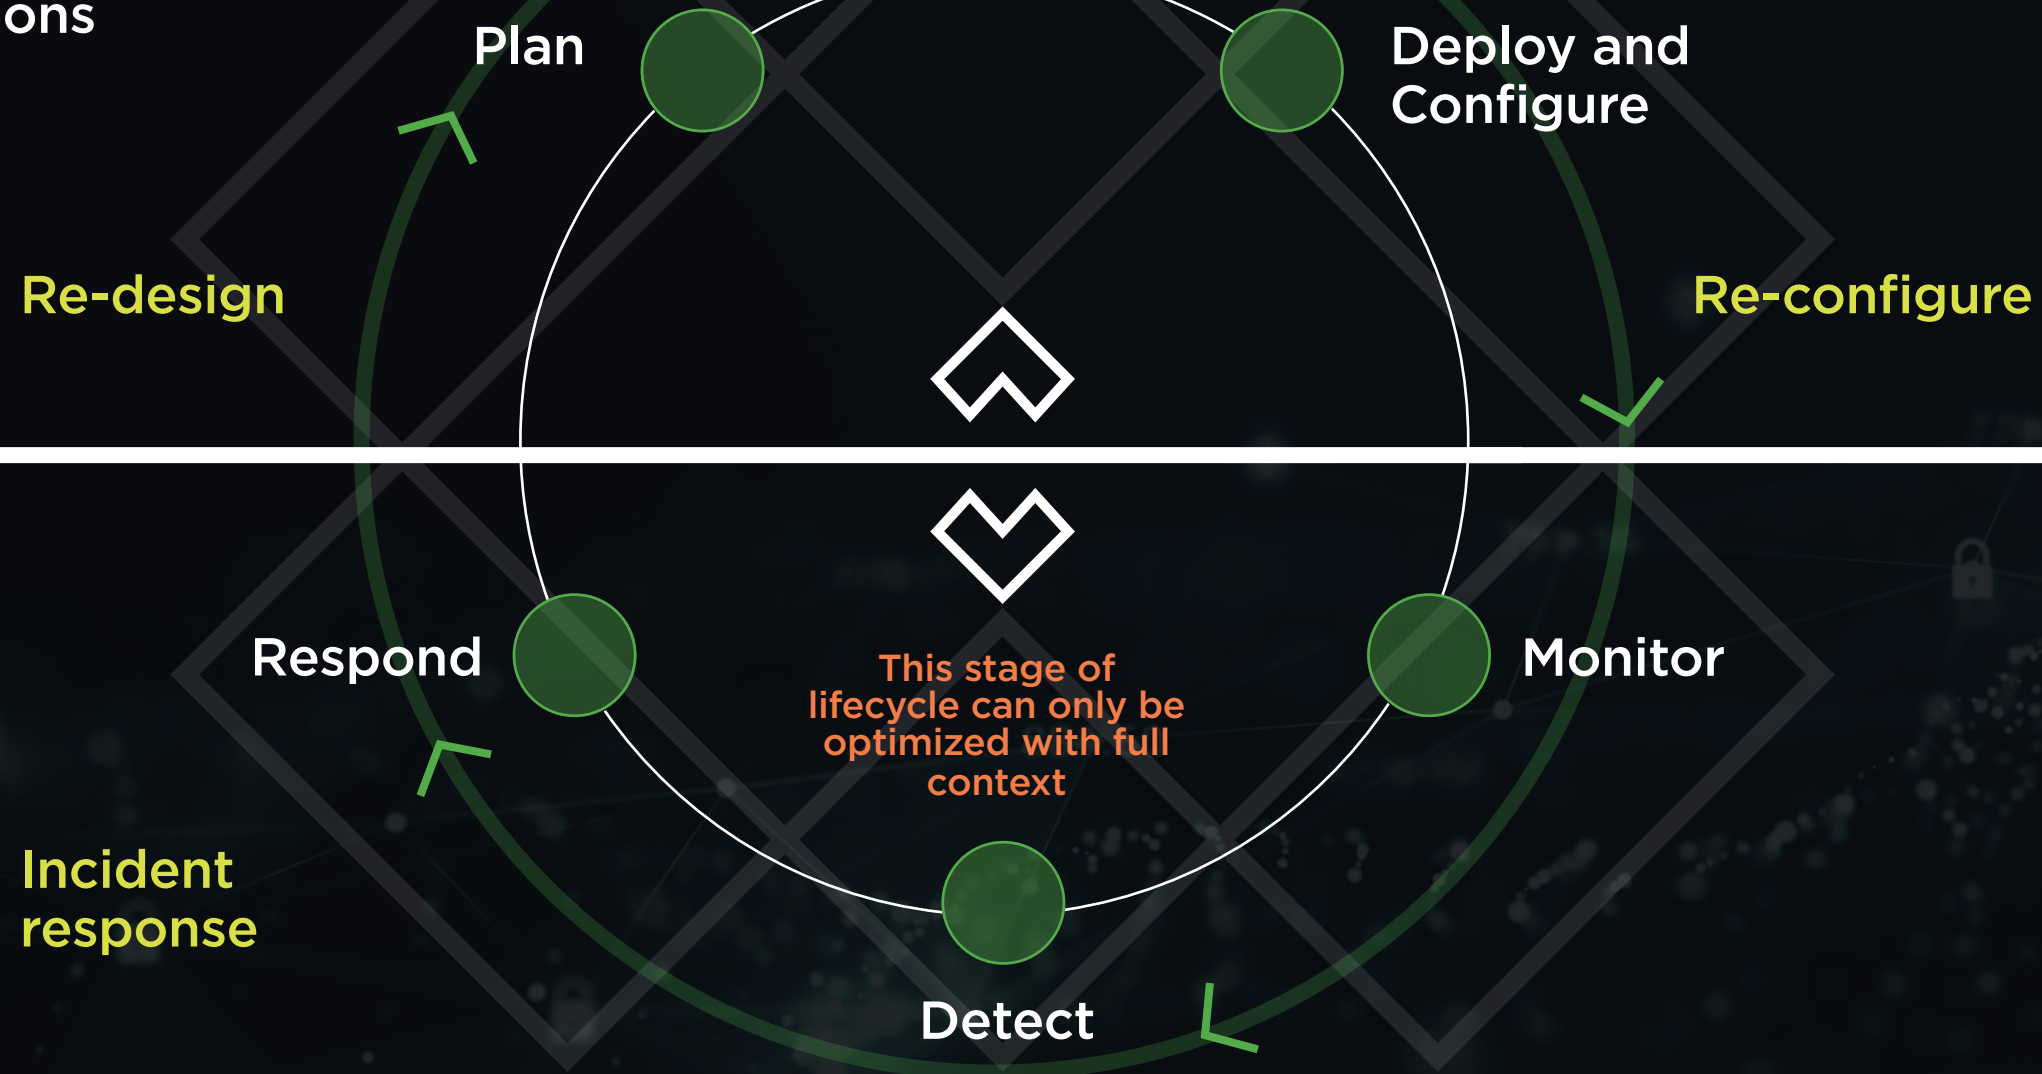 ons
Plan
Deploy and
Configure
Re-design
Re-configure
Respond
This stage of
lifecycle can only be
optimized with full
context
Monitor
Incident
response
Detect